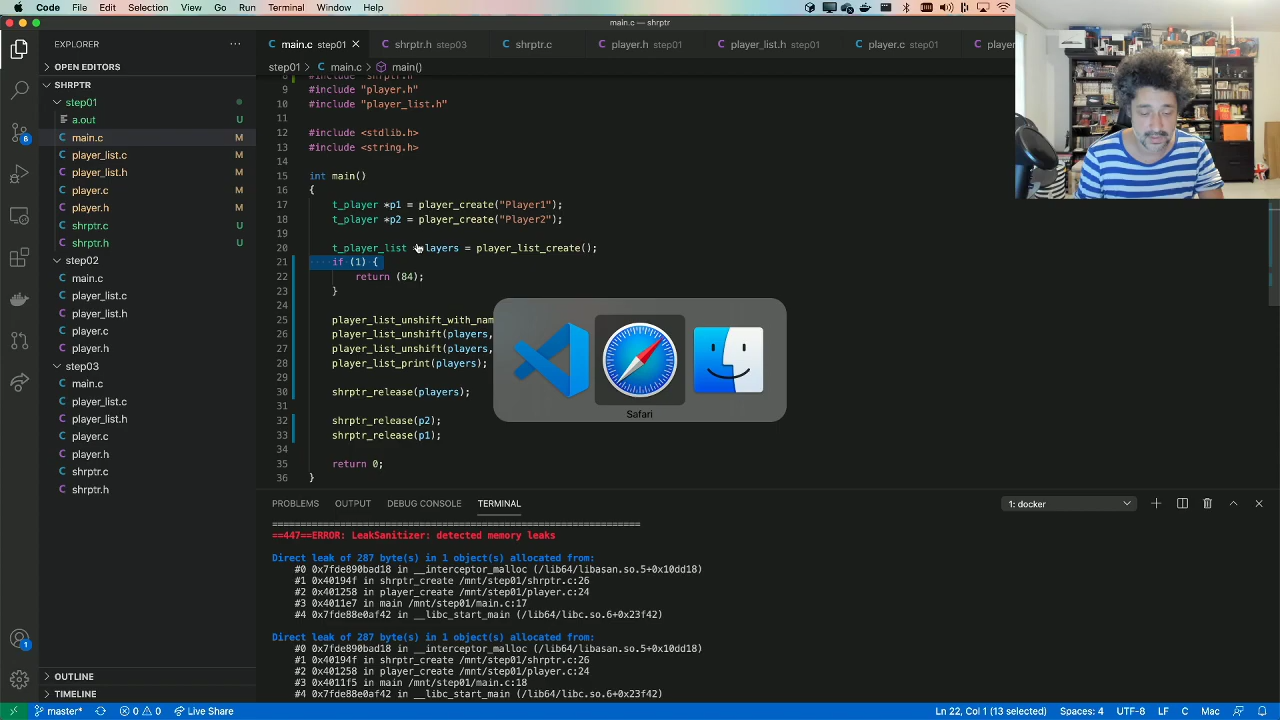 Code File Edit Selection View Go Run Terminal Window Help
main.c — shrptr
EXPLORER
OPEN EDITORS
SHRPTR
step01
a.out U
main.c M
player_list.c M
player_list.h M
player.c M
player.h M
shrptr.c U
shrptr.h U
step02
main.c
player_list.c
player_list.h
player.c
player.h
step03
main.c
player_list.c
player_list.h
player.c
player.h
shrptr.c
shrptr.h
OUTLINE
TIMELINE
6
1
main.c step01 shrptr.h step03 shrptr.c player.h step01 player_list.h step01 player.c step01
step01 > main.c > main()
8 #include "shrptr.h"
9 #include "player.h"
10 #include "player_list.h"
11
12 #include <stdlib.h>
13 #include <string.h>
14
15 int main()
16 {
17 t_player *p1 = player_create("Player1");
18 t_player *p2 = player_create("Player2");
19
20 t_player_list players = player_list_create();
21 if (1) {
22 return (84);
23 }
24
25 player_list_unshift_with_nam
26 player_list_unshift(players,
27 player_list_unshift(players,
28 player_list_print(players);
29
30 shrptr_release(players);
31
32 shrptr_release(p2);
33 shrptr_release(p1);
34
35 return 0;
36 }
Safari
PROBLEMS OUTPUT DEBUG CONSOLE TERMINAL 1: docker
=================================================================
==447==ERROR: LeakSanitizer: detected memory leaks
Direct leak of 287 byte(s) in 1 object(s) allocated from:
#0 0x7fde890bad18 in __interceptor_malloc (/lib64/libasan.so.5+0x10dd18)
#1 0x40194f in shrptr_create /mnt/step01/shrptr.c:26
#2 0x401258 in player_create /mnt/step01/player.c:24
#3 0x4011e7 in main /mnt/step01/main.c:17
#4 0x7fde88e0af42 in __libc_start_main (/lib64/libc.so.6+0x23f42)
Direct leak of 287 byte(s) in 1 object(s) allocated from:
#0 0x7fde890bad18 in __interceptor_malloc (/lib64/libasan.so.5+0x10dd18)
#1 0x40194f in shrptr_create /mnt/step01/shrptr.c:26
#2 0x401258 in player_create /mnt/step01/player.c:24
#3 0x4011f5 in main /mnt/step01/main.c:18
#4 0x7fde88e0af42 in __libc_start_main (/lib64/libc.so.6+0x23f42)
master* 0 0 Live Share Ln 22, Col 1 (13 selected) Spaces: 4 UTF-8 LF C Mac